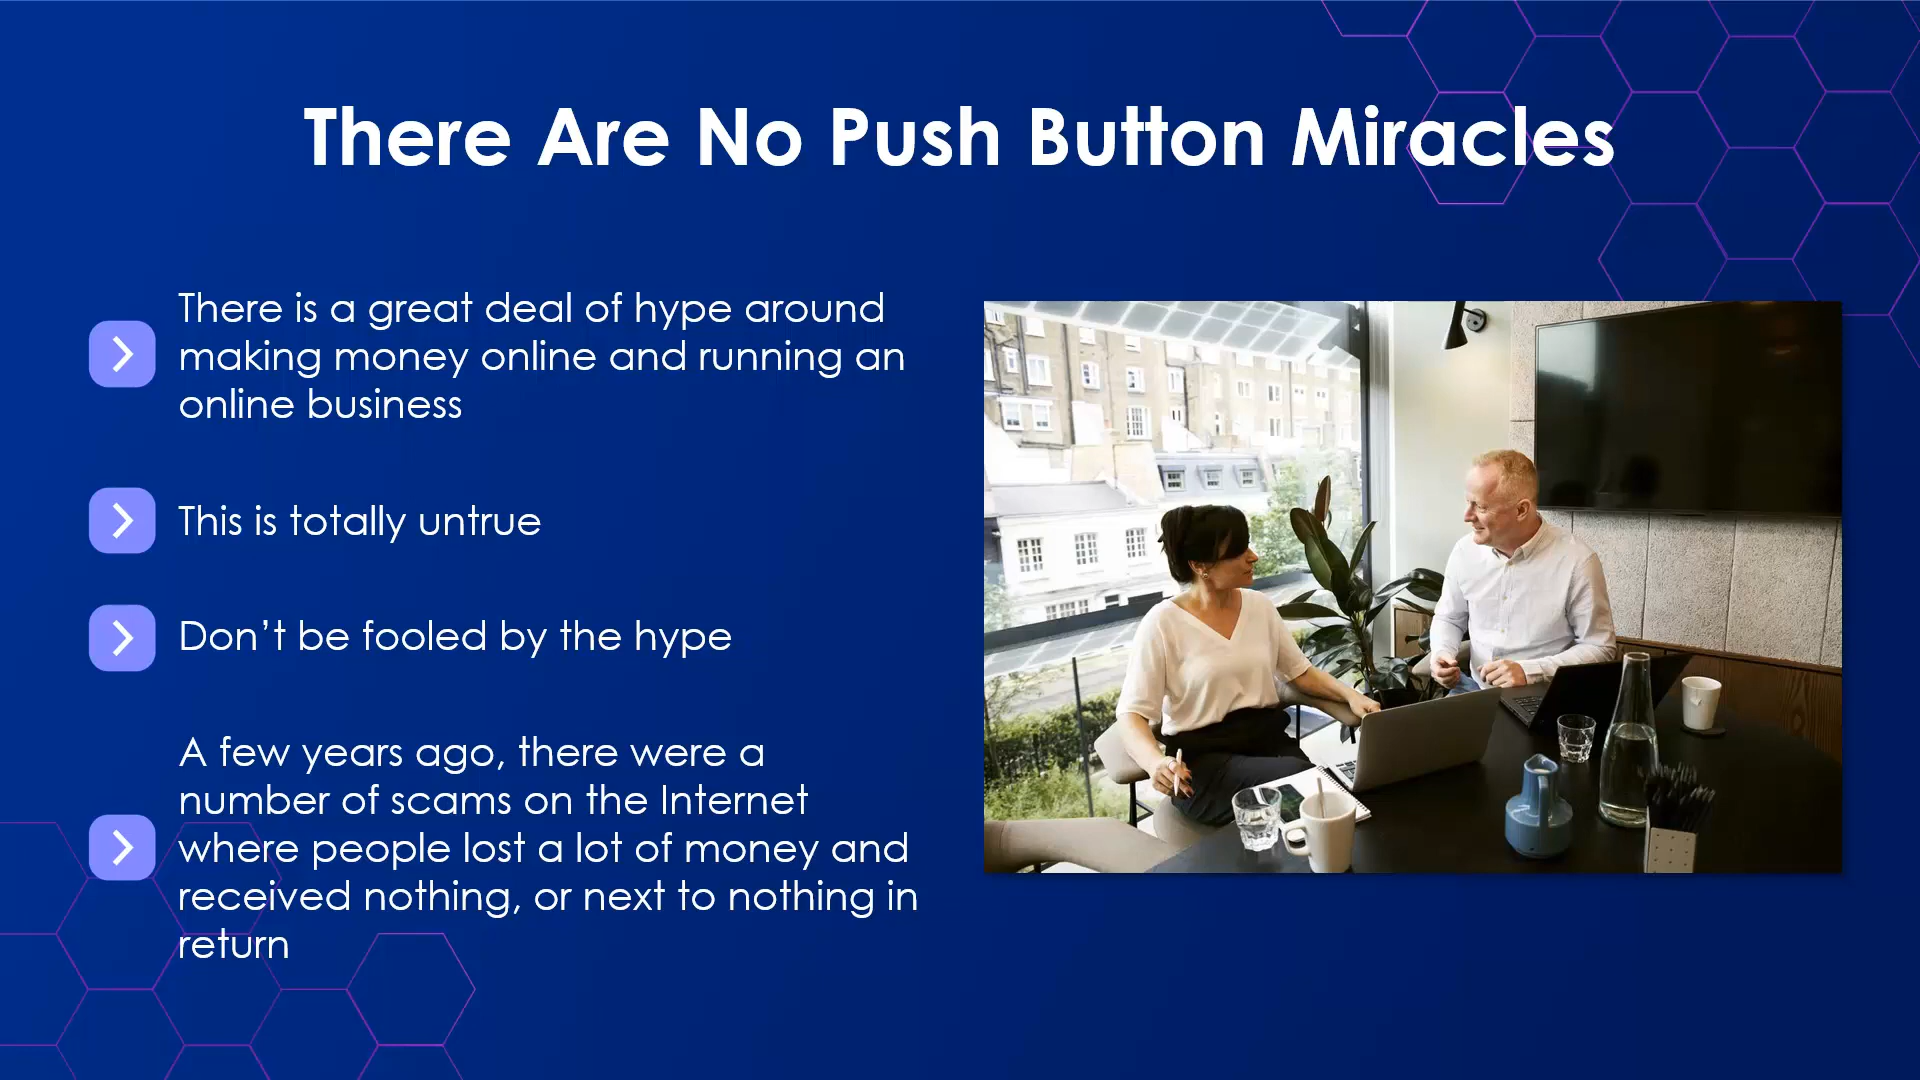 There Are No Push Button Miracles
There is a great deal of hype around
making money online and running an
online business
This is totally untrue
Don’t be fooled by the hype
A few years ago, there were a
number of scams on the Internet
where people lost a lot of money and
received nothing, or next to nothing in
return